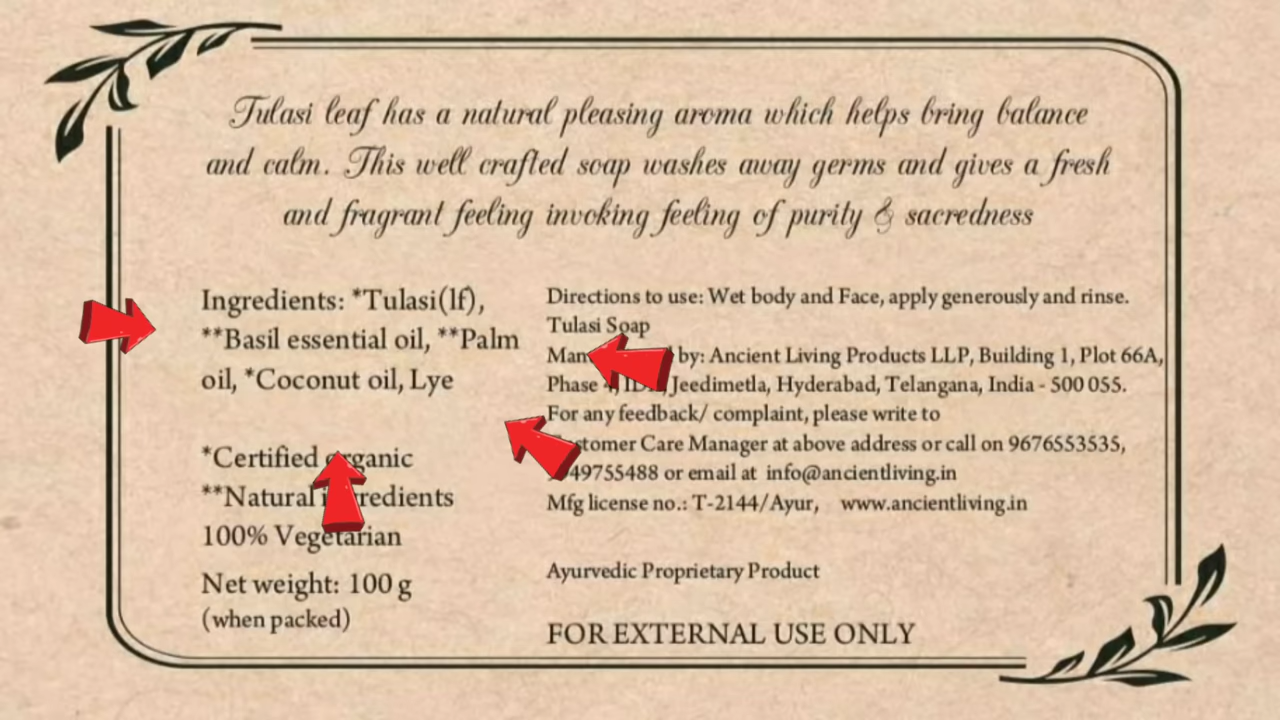 Tulasi leaf has a natural pleasing aroma which helps bring balance
and calm. This well crafted soap washes away germs and gives a fresh
and fragrant feeling invoking feeling of purity & sacredness
Ingredients: *Tulasi(lf),
**Basil essential oil, **Palm
oil, *Coconut oil, Lye
*Certified organic
**Natural ingredients
100% Vegetarian
Net weight: 100 g
(when packed)
Directions to use: Wet body and Face, apply generously and rinse.
Tulasi Soap
by: Ancient Living Products LLP, Building 1, Plot 66A,
Phase Jeedimetla, Hyderabad, Telangana, India - 500 055.
For any feedback/ complaint, please write to
Customer Care Manager at above address or call on 9676553535,
or email at info@ancientliving.in
Mfg license no.: T-2144/Ayur, www.ancientliving.in
Ayurvedic Proprietary Product
FOR EXTERNAL USE ONLY